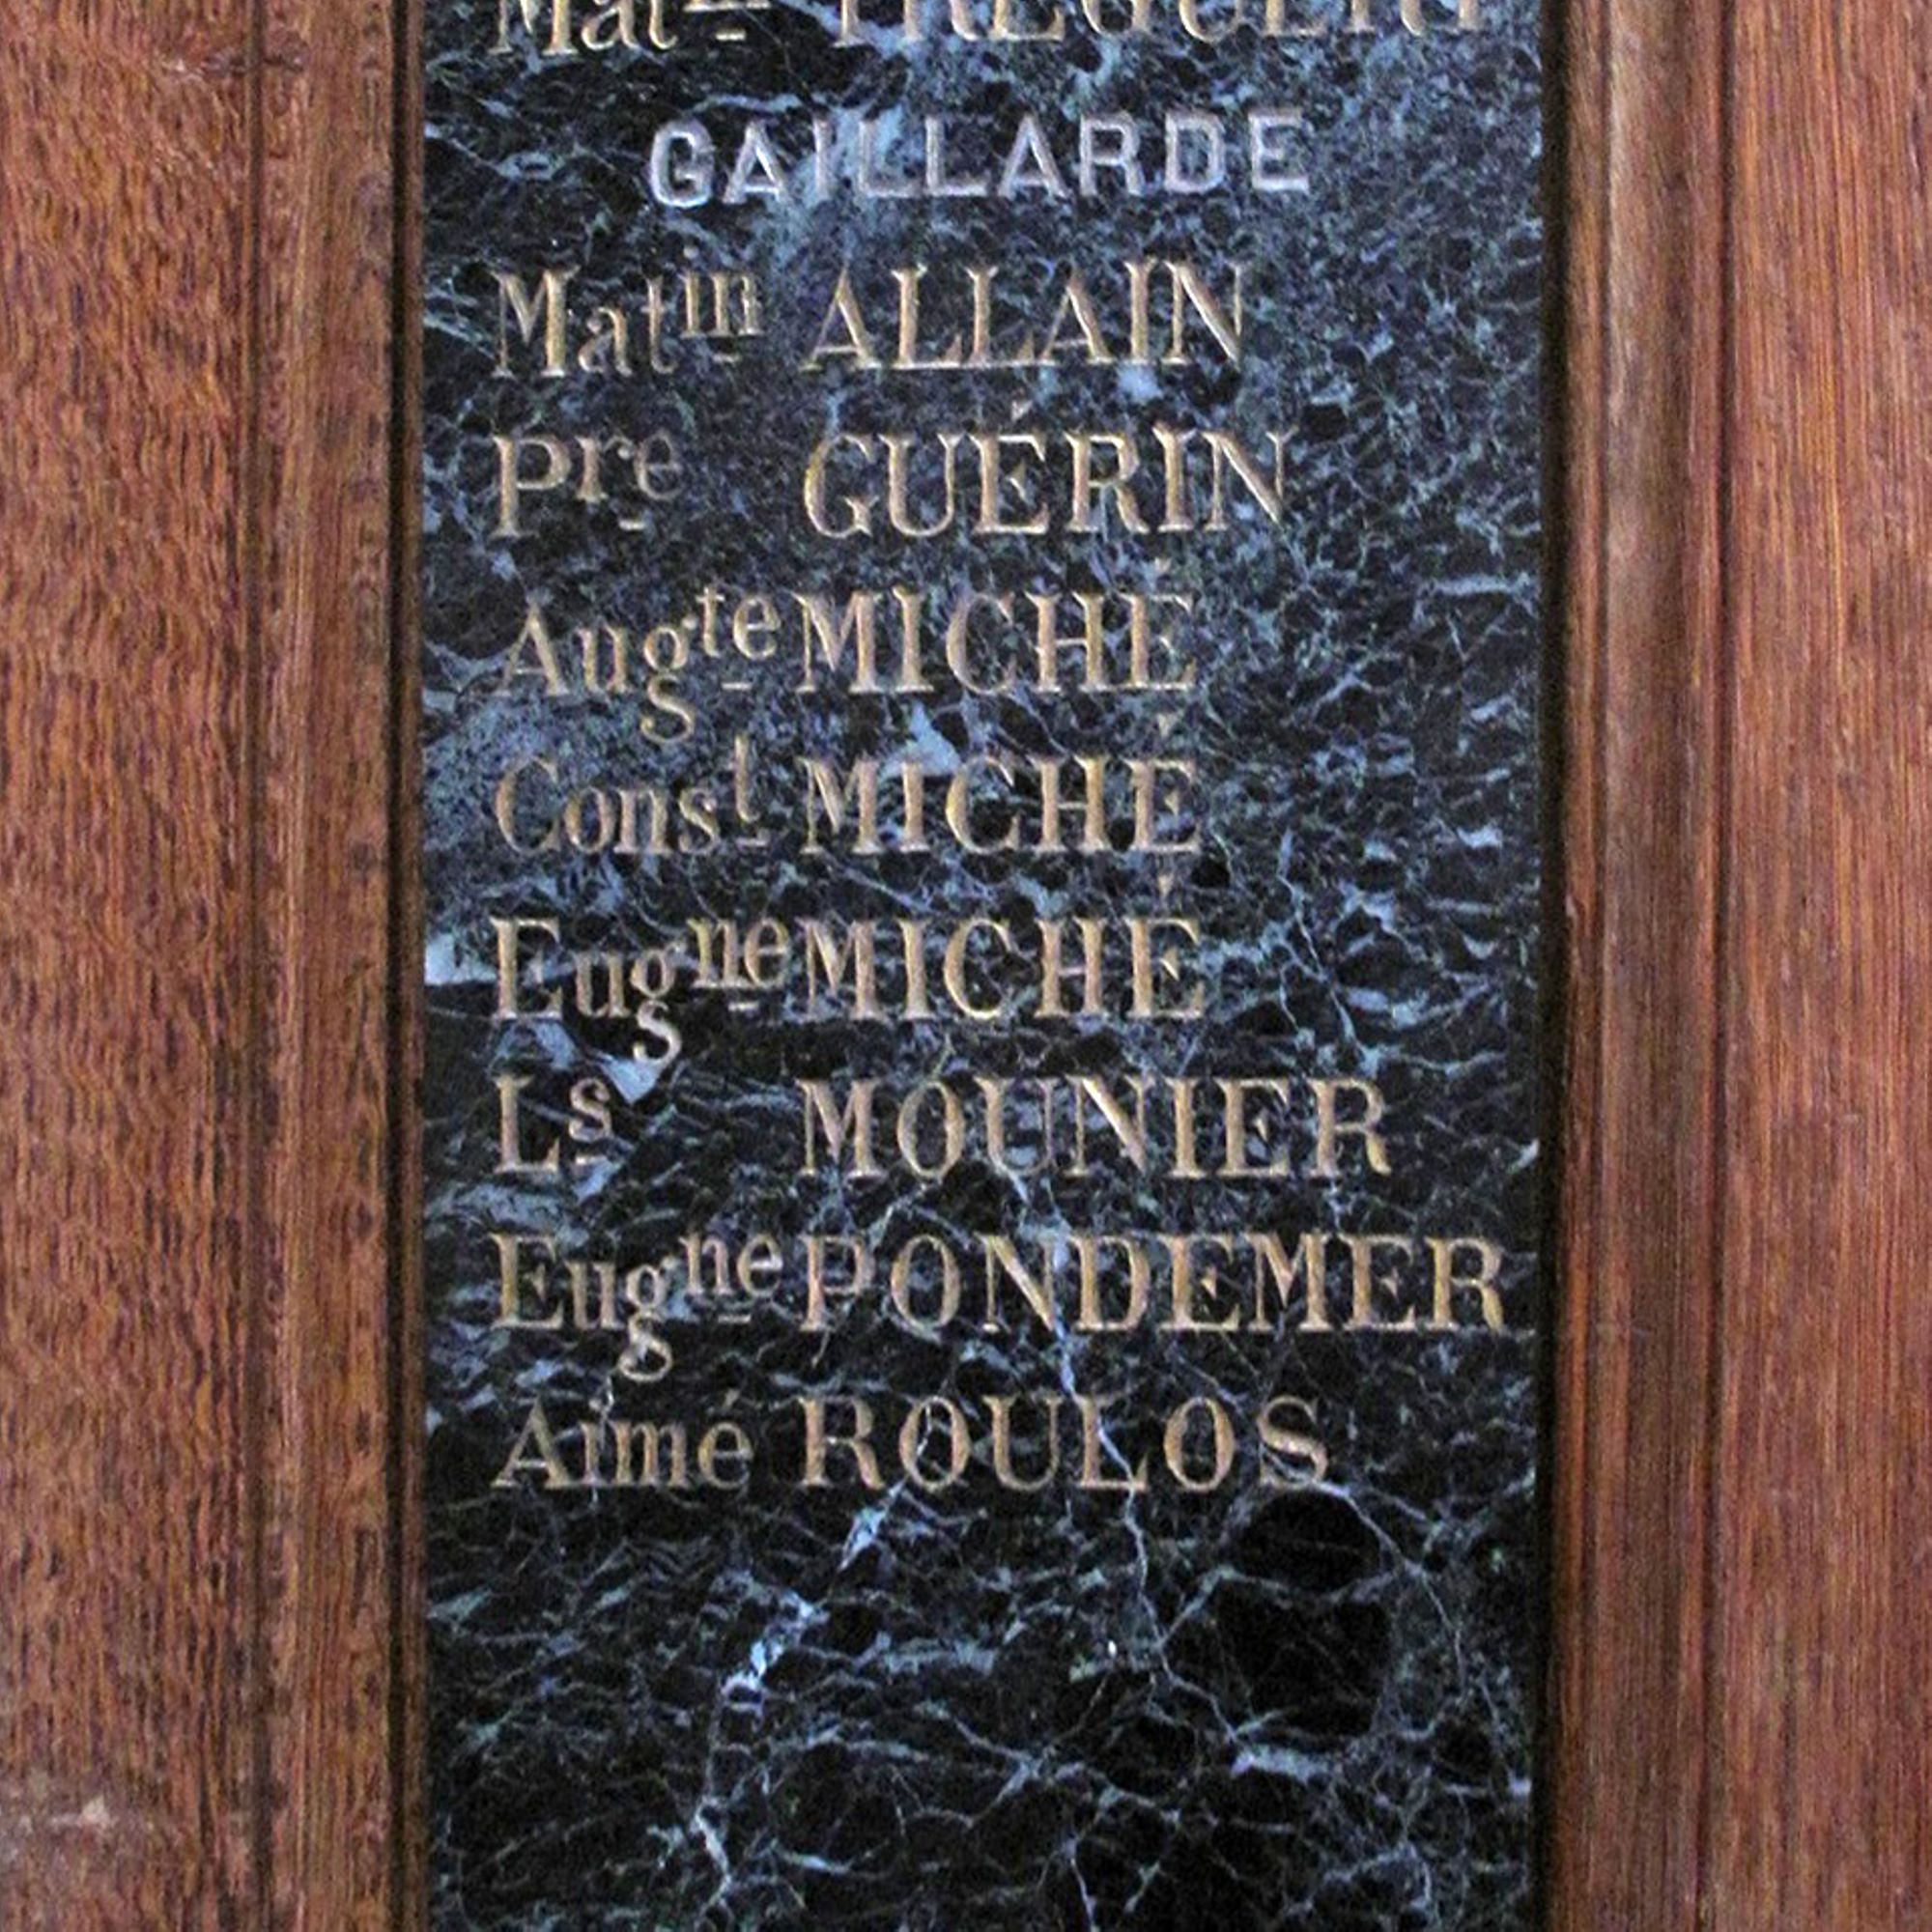 GAILLARDE
Matin ALLAIN
Pre GUÉRIN
Augte MICHÉ
Const MICHÉ
Eugne MICHÉ
Ls MOUNIER
Eugne PONDEMER
Aimé ROULOS